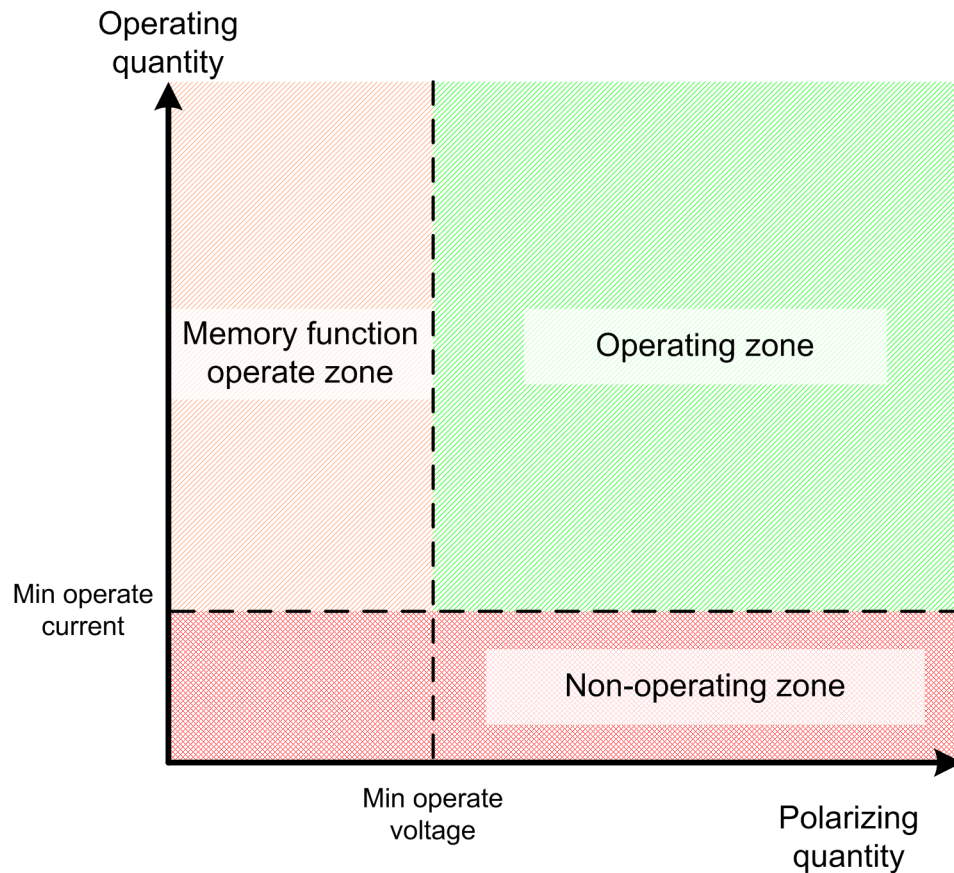 Operating
quantity
Memory function
operate zone
Operating zone
Min operate
current
Non-operating zone
Min operate
voltage
Polarizing
quantity